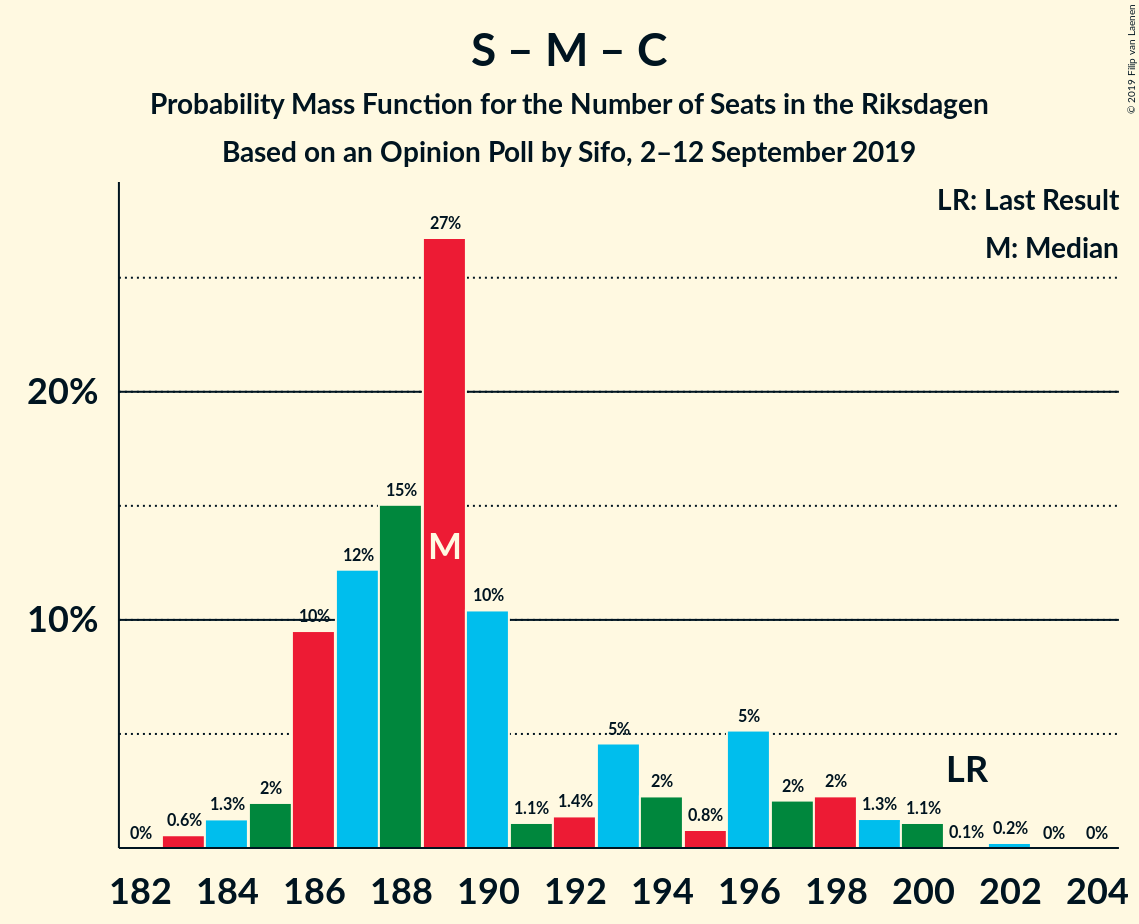 © 2019 Filip van Laenen
S – M – C
Probability Mass Function for the Number of Seats in the Riksdagen
Based on an Opinion Poll by Sifo, 2–12 September 2019
LR: Last Result
M: Median
27%
20%
15%
M
12%
10%
10%
10%
5%
5%
LR
2%
2%
2%
2%
1.3%
0.6%
0%
1.1%
1.4%
0.8%
1.3%
1.1%
0.1%
0.2%
0%
0%
182 184 186 188 190 192 194 196 198 200 202 204